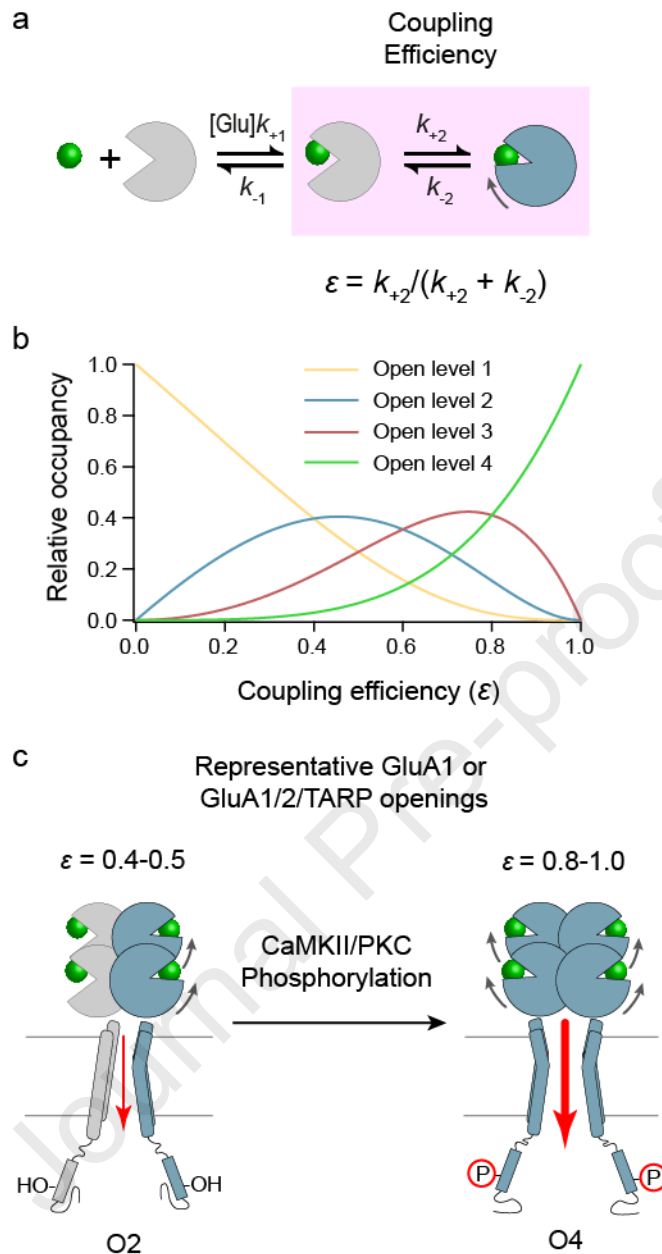 a
Coupling
Efficiency
+
[Glu]k+1
k-1
k+2
k-2
ε = k+2/(k+2 + k-2)
b
Relative occupancy
1.0
0.8
0.6
0.4
0.2
0.0
Open level 1
Open level 2
Open level 3
Open level 4
0.0 0.2 0.4 0.6 0.8 1.0
Coupling efficiency (ε)
c
Representative GluA1 or
GluA1/2/TARP openings
ε = 0.4-0.5
ε = 0.8-1.0
CaMKII/PKC
Phosphorylation
HO
OH
P
P
O2
O4
Journal Pre-proof